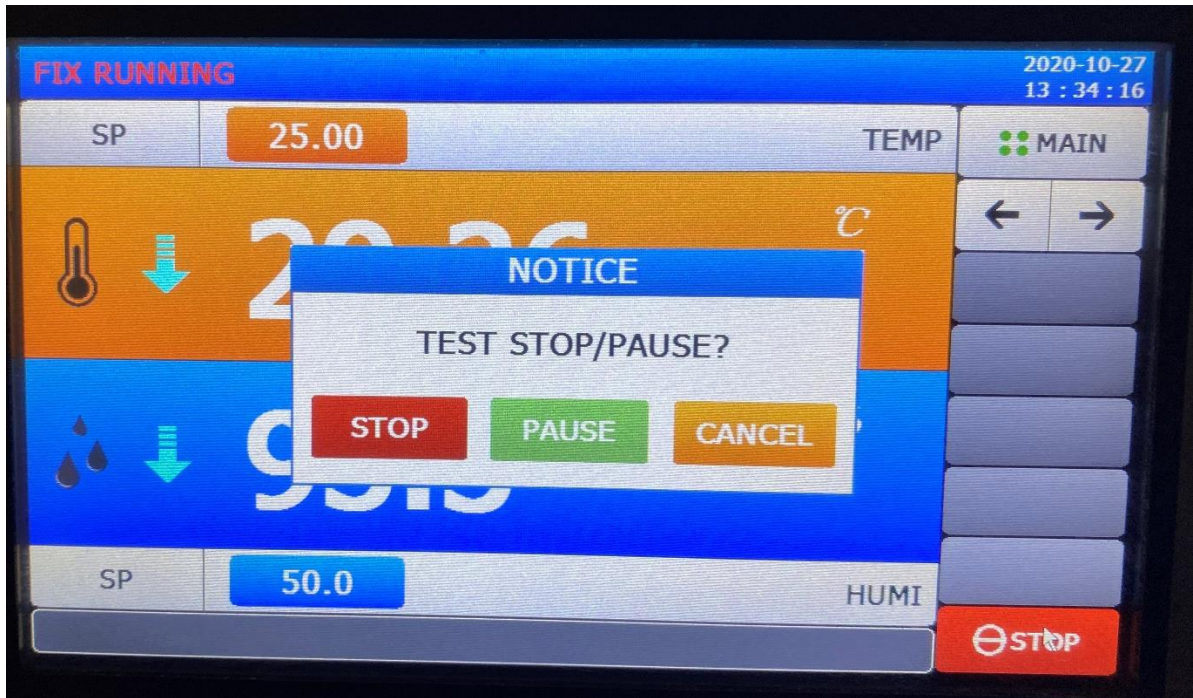 FIX RUNNING
2020-10-27
13 : 34 : 16
SP
25.00
TEMP
MAIN
℃
NOTICE
TEST STOP/PAUSE?
STOP
PAUSE
CANCEL
SP
50.0
HUMI
STOP